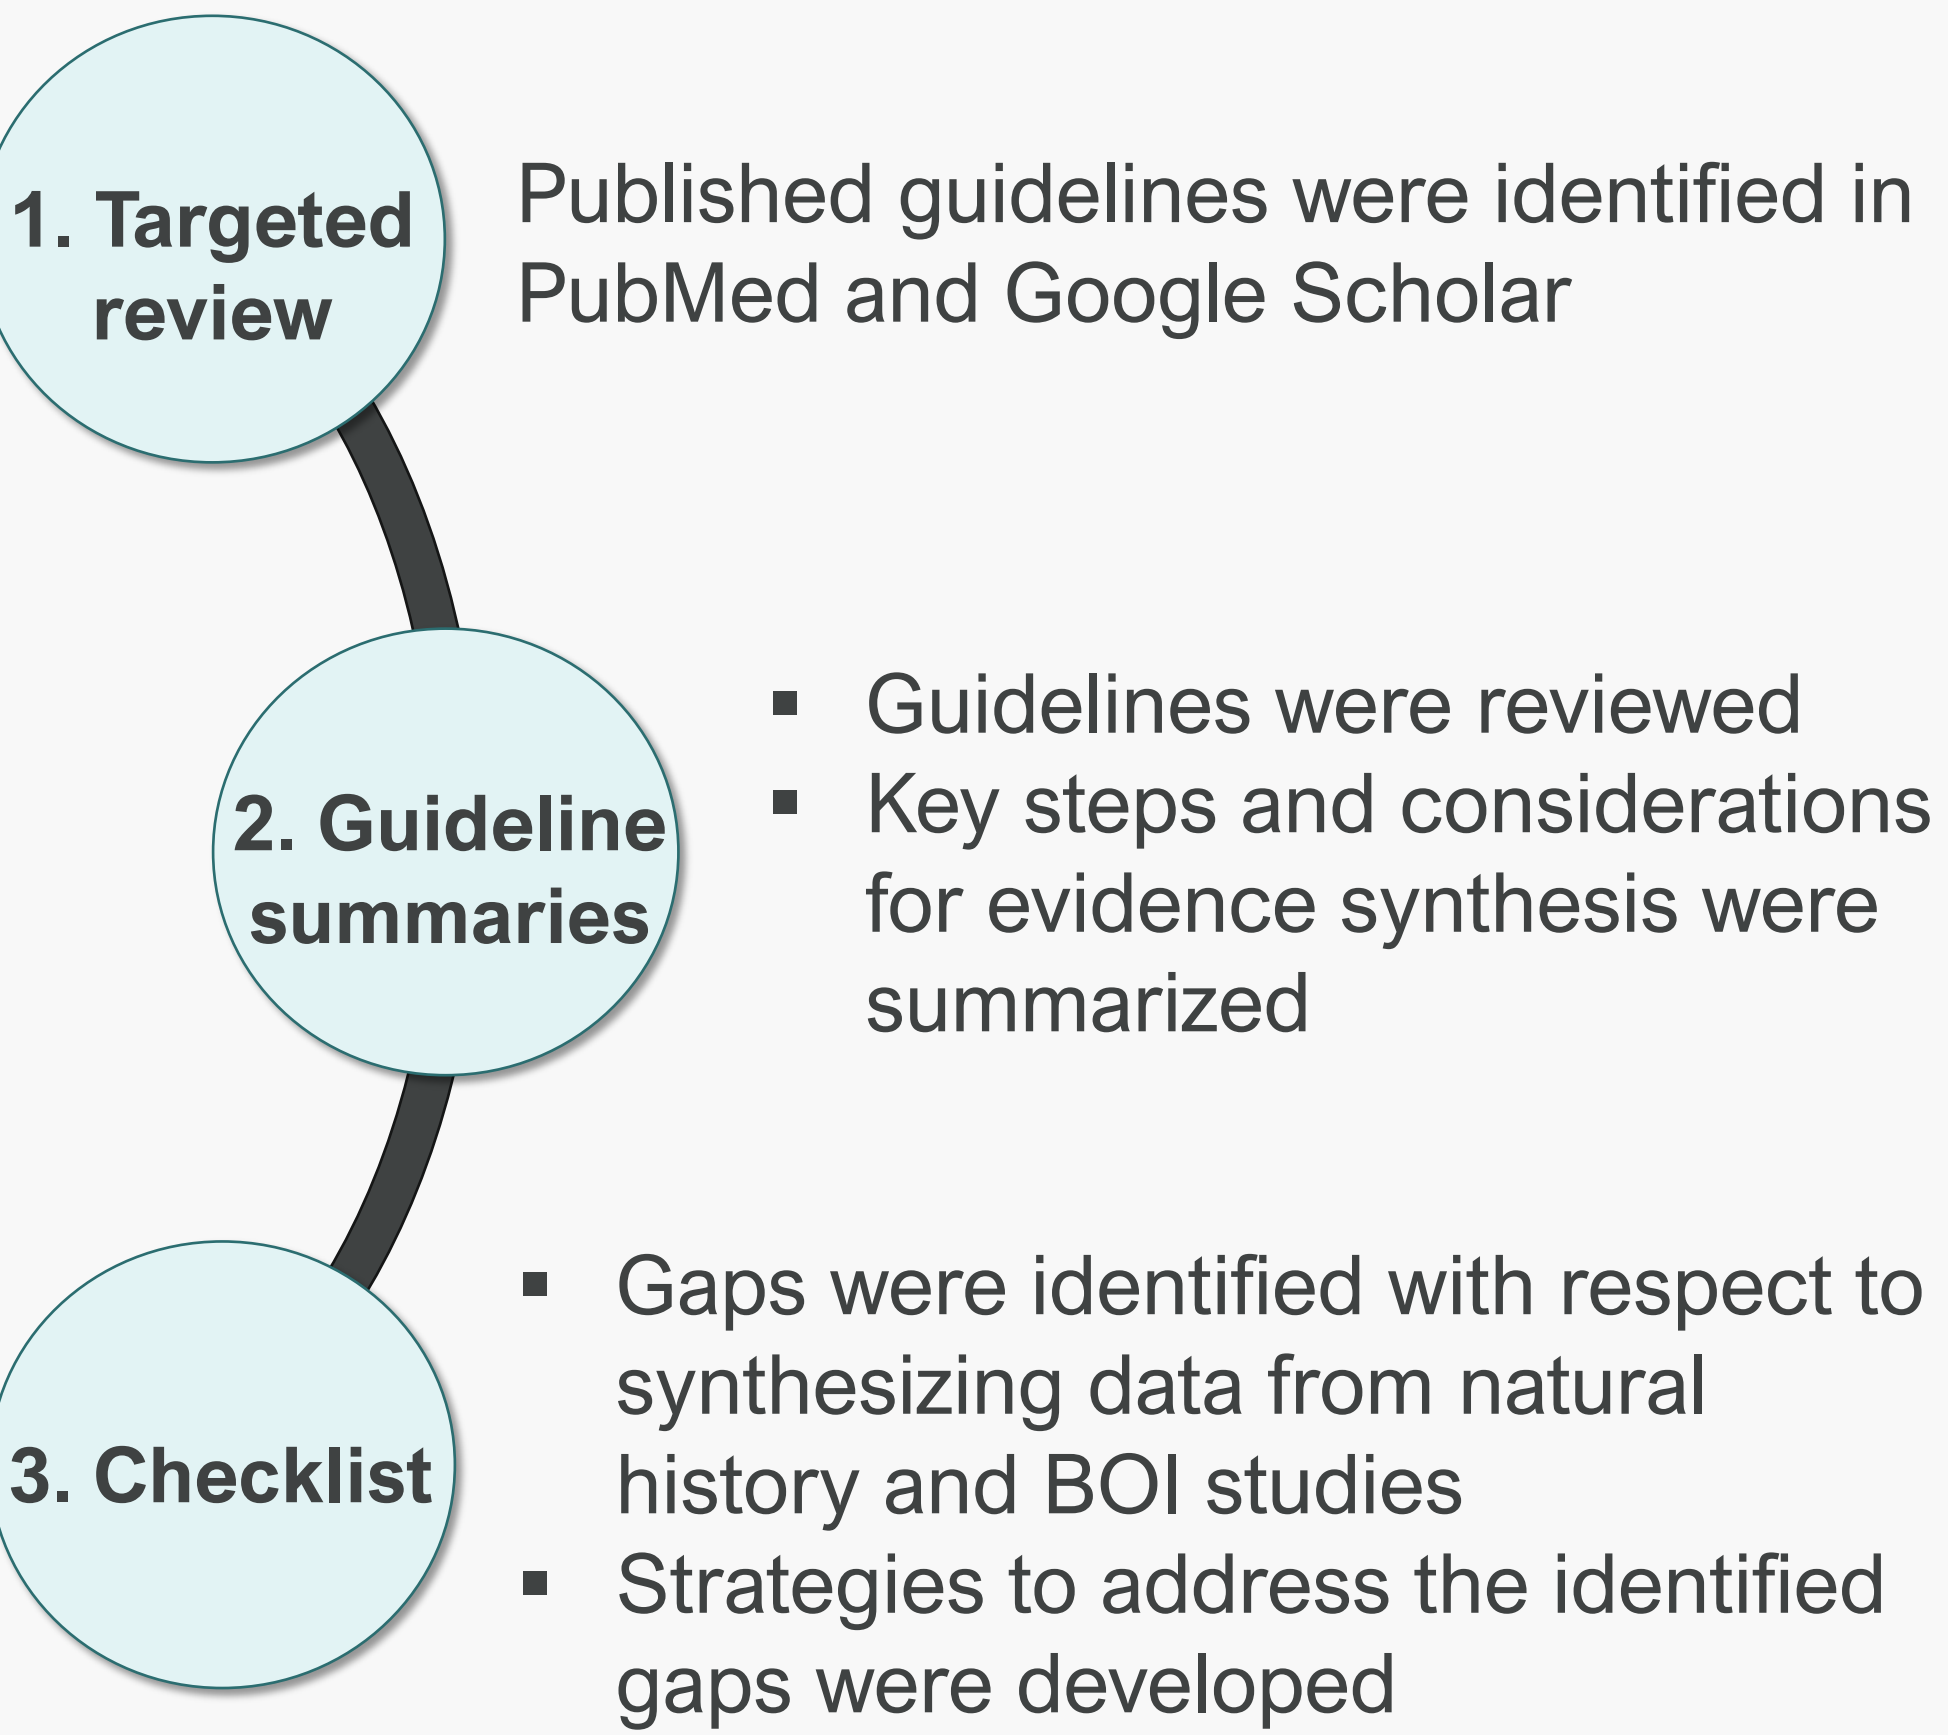 1. Targeted
review
Published guidelines were identified in
PubMed and Google Scholar
2. Guideline
summaries
▪ Guidelines were reviewed
▪ Key steps and considerations
for evidence synthesis were
summarized
3. Checklist
▪ Gaps were identified with respect to
synthesizing data from natural
history and BOI studies
▪ Strategies to address the identified
gaps were developed